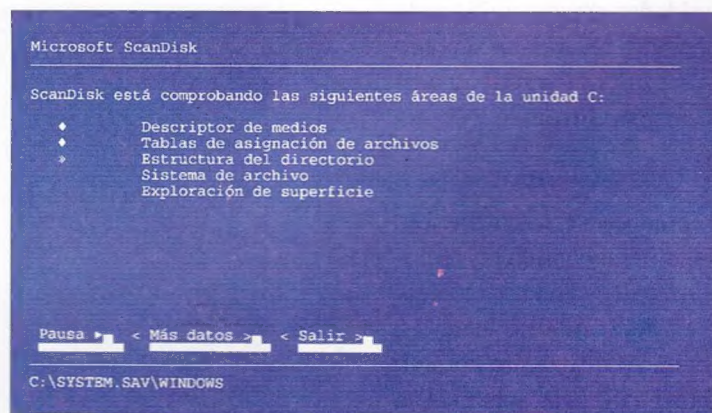 Microsoft ScanDisk
ScanDisk está comprobando las siguientes áreas de la unidad C:
♦ Descriptor de medios
♦ Tablas de asignación de archivos
» Estructura del directorio
Sistema de archivo
Exploración de superficie
Pausa ► < Más datos > < Salir >
C:\SYSTEM.SAV\WINDOWS